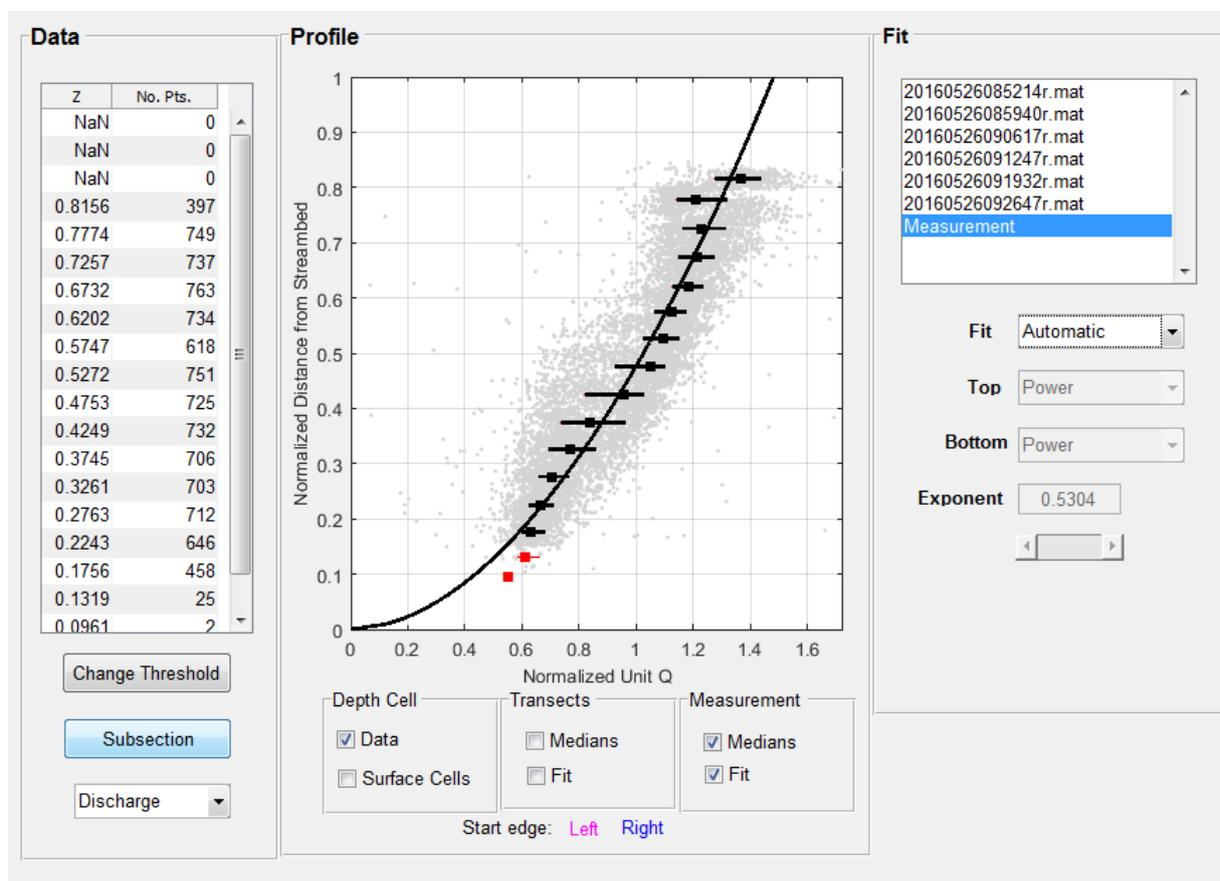 Data
Z No. Pts.
NaN 0
NaN 0
NaN 0
0.8156 397
0.7774 749
0.7257 737
0.6732 763
0.6202 734
0.5747 618
0.5272 751
0.4753 725
0.4249 732
0.3745 706
0.3261 703
0.2763 712
0.2243 646
0.1756 458
0.1319 25
0.0961 2
Change Threshold
Subsection
Discharge
Profile
Normalized Distance from Streambed
1
0.9
0.8
0.7
0.6
0.5
0.4
0.3
0.2
0.1
0
0 0.2 0.4 0.6 0.8 1 1.2 1.4 1.6
Normalized Unit Q
Depth Cell
Data
Surface Cells
Transects
Medians
Fit
Measurement
Medians
Fit
Start edge: Left Right
Fit
20160526085214r.mat
20160526085940r.mat
20160526090617r.mat
20160526091247r.mat
20160526091932r.mat
20160526092647r.mat
Measurement
Fit Automatic
Top Power
Bottom Power
Exponent 0.5304